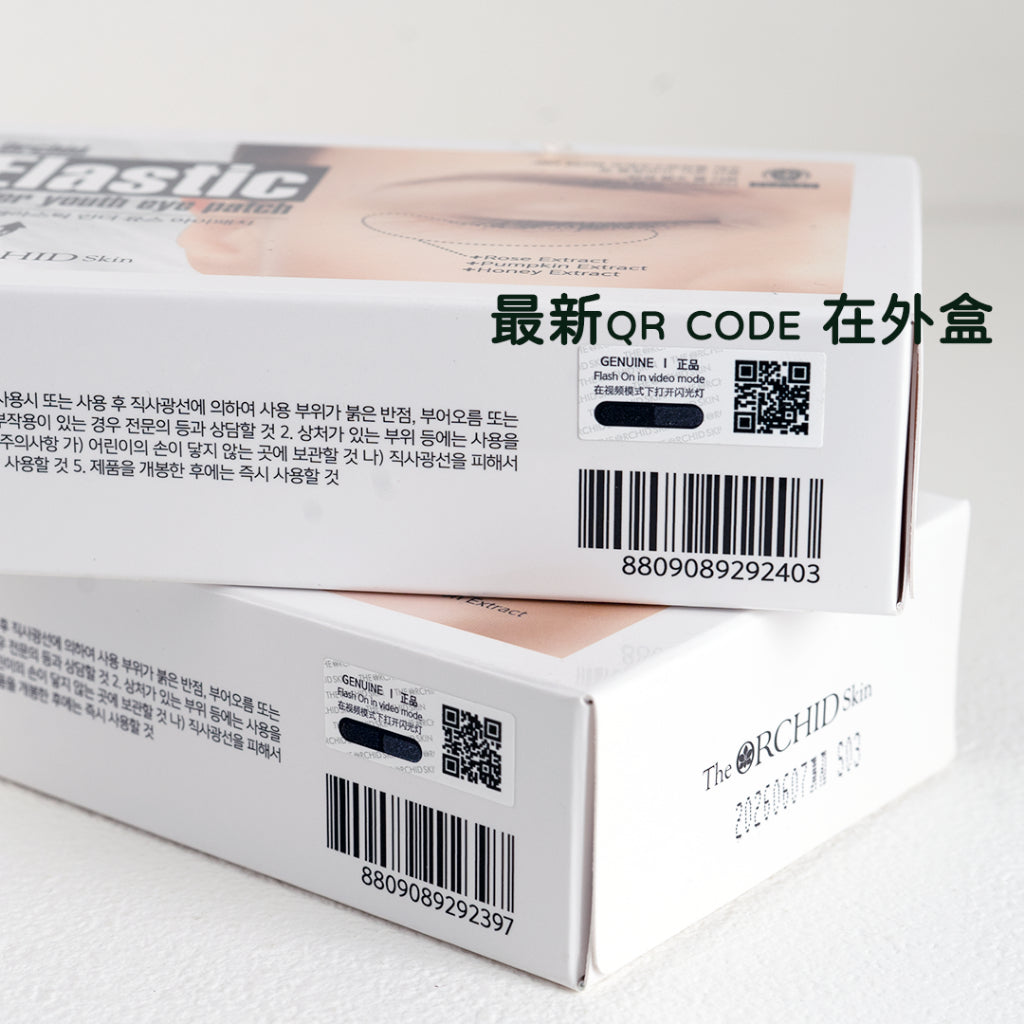 Elastic
er youth eye patch
CHID Skin
+Rose Extract
+Pumpkin Extract
+Honey Extract
最新QR CODE 在外盒
GENUINE I 正品
Flash On in video mode
在视频模式下打开闪光灯
사용시 또는 사용 후 직사광선에 의하여 사용 부위가 붉은 반점, 부어오름 또는
부작용이 있는 경우 전문의 등과 상담할 것 2. 상처가 있는 부위 등에는 사용을
주의사항 가) 어린이의 손이 닿지 않는 곳에 보관할 것 나) 직사광선을 피해서
사용할 것 5. 제품을 개봉한 후에는 즉시 사용할 것
8809089292403
Extract
후 직사광선에 의하여 사용 부위가 붉은 반점, 부어오름 또는
우 전문의 등과 상담할 것 2. 상처가 있는 부위 등에는 사용을
린이의 손이 닿지 않는 곳에 보관할 것 나) 직사광선을 피해서
품을 개봉한 후에는 즉시 사용할 것
GENUINE I 正品
Flash On in video mode
在视频模式下打开闪光灯
8809089292397
The ORCHID Skin
20260607 S03